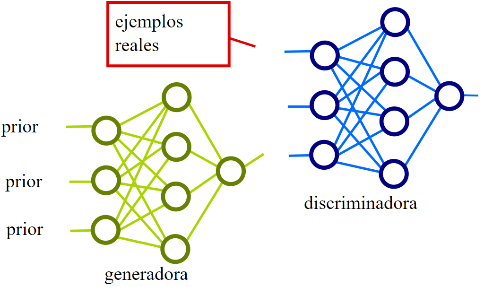 ejemplos
reales
prior
prior
prior
generadora
discriminadora